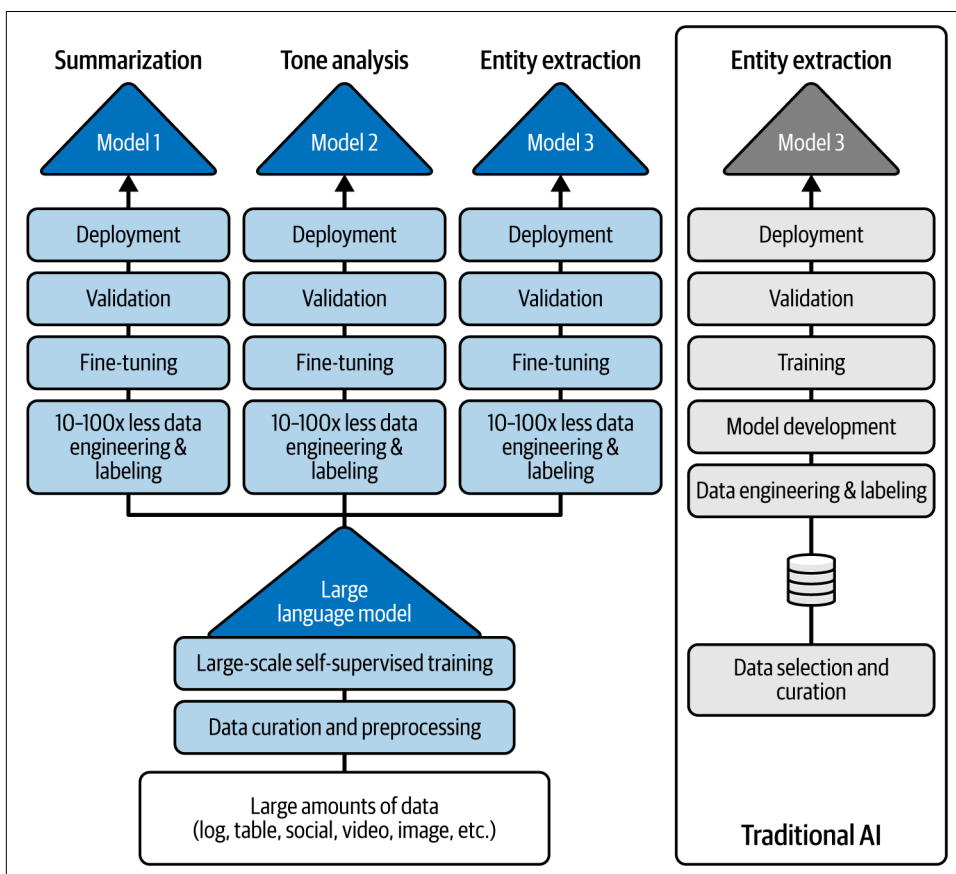 Summarization
Model 1
Deployment
Validation
Fine-tuning
10–100x less data
engineering &
labeling
Tone analysis
Model 2
Deployment
Validation
Fine-tuning
10–100x less data
engineering &
labeling
Entity extraction
Model 3
Deployment
Validation
Fine-tuning
10–100x less data
engineering &
labeling
Large
language model
Large-scale self-supervised training
Data curation and preprocessing
Large amounts of data
(log, table, social, video, image, etc.)
Entity extraction
Model 3
Deployment
Validation
Training
Model development
Data engineering & labeling
Data selection and
curation
Traditional AI